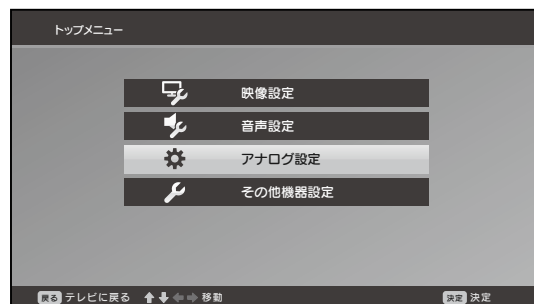 トップメニュー
映像設定
音声設定
アナログ設定
その他機器設定
戻る テレビに戻る 移動 決定 決定